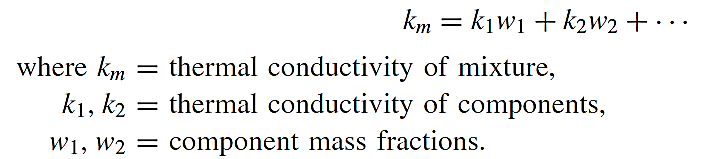 k_m = k_1w_1 + k_2w_2 + ⋯
where k_m = thermal conductivity of mixture,
k_1, k_2 = thermal conductivity of components,
w_1, w_2 = component mass fractions.